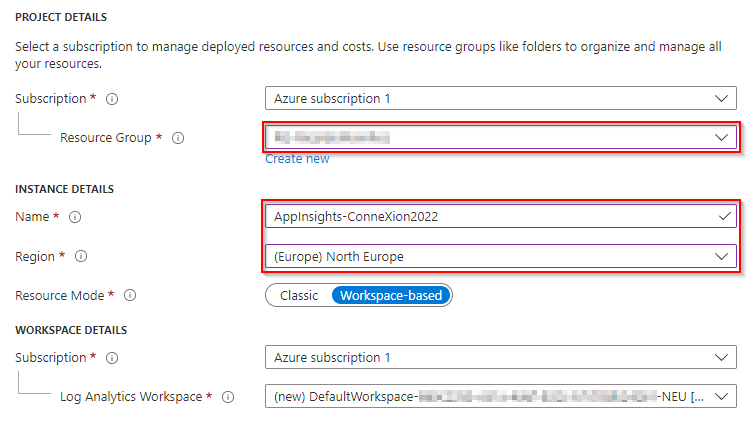 PROJECT DETAILS
Select a subscription to manage deployed resources and costs. Use resource groups like folders to organize and manage all
your resources.
Subscription *
Azure subscription 1
Resource Group *
Create new
INSTANCE DETAILS
Name *
AppInsights-ConneXion2022
Region *
(Europe) North Europe
Resource Mode *
Classic Workspace-based
WORKSPACE DETAILS
Subscription *
Azure subscription 1
Log Analytics Workspace *
(new) DefaultWorkspace- -NEU [...